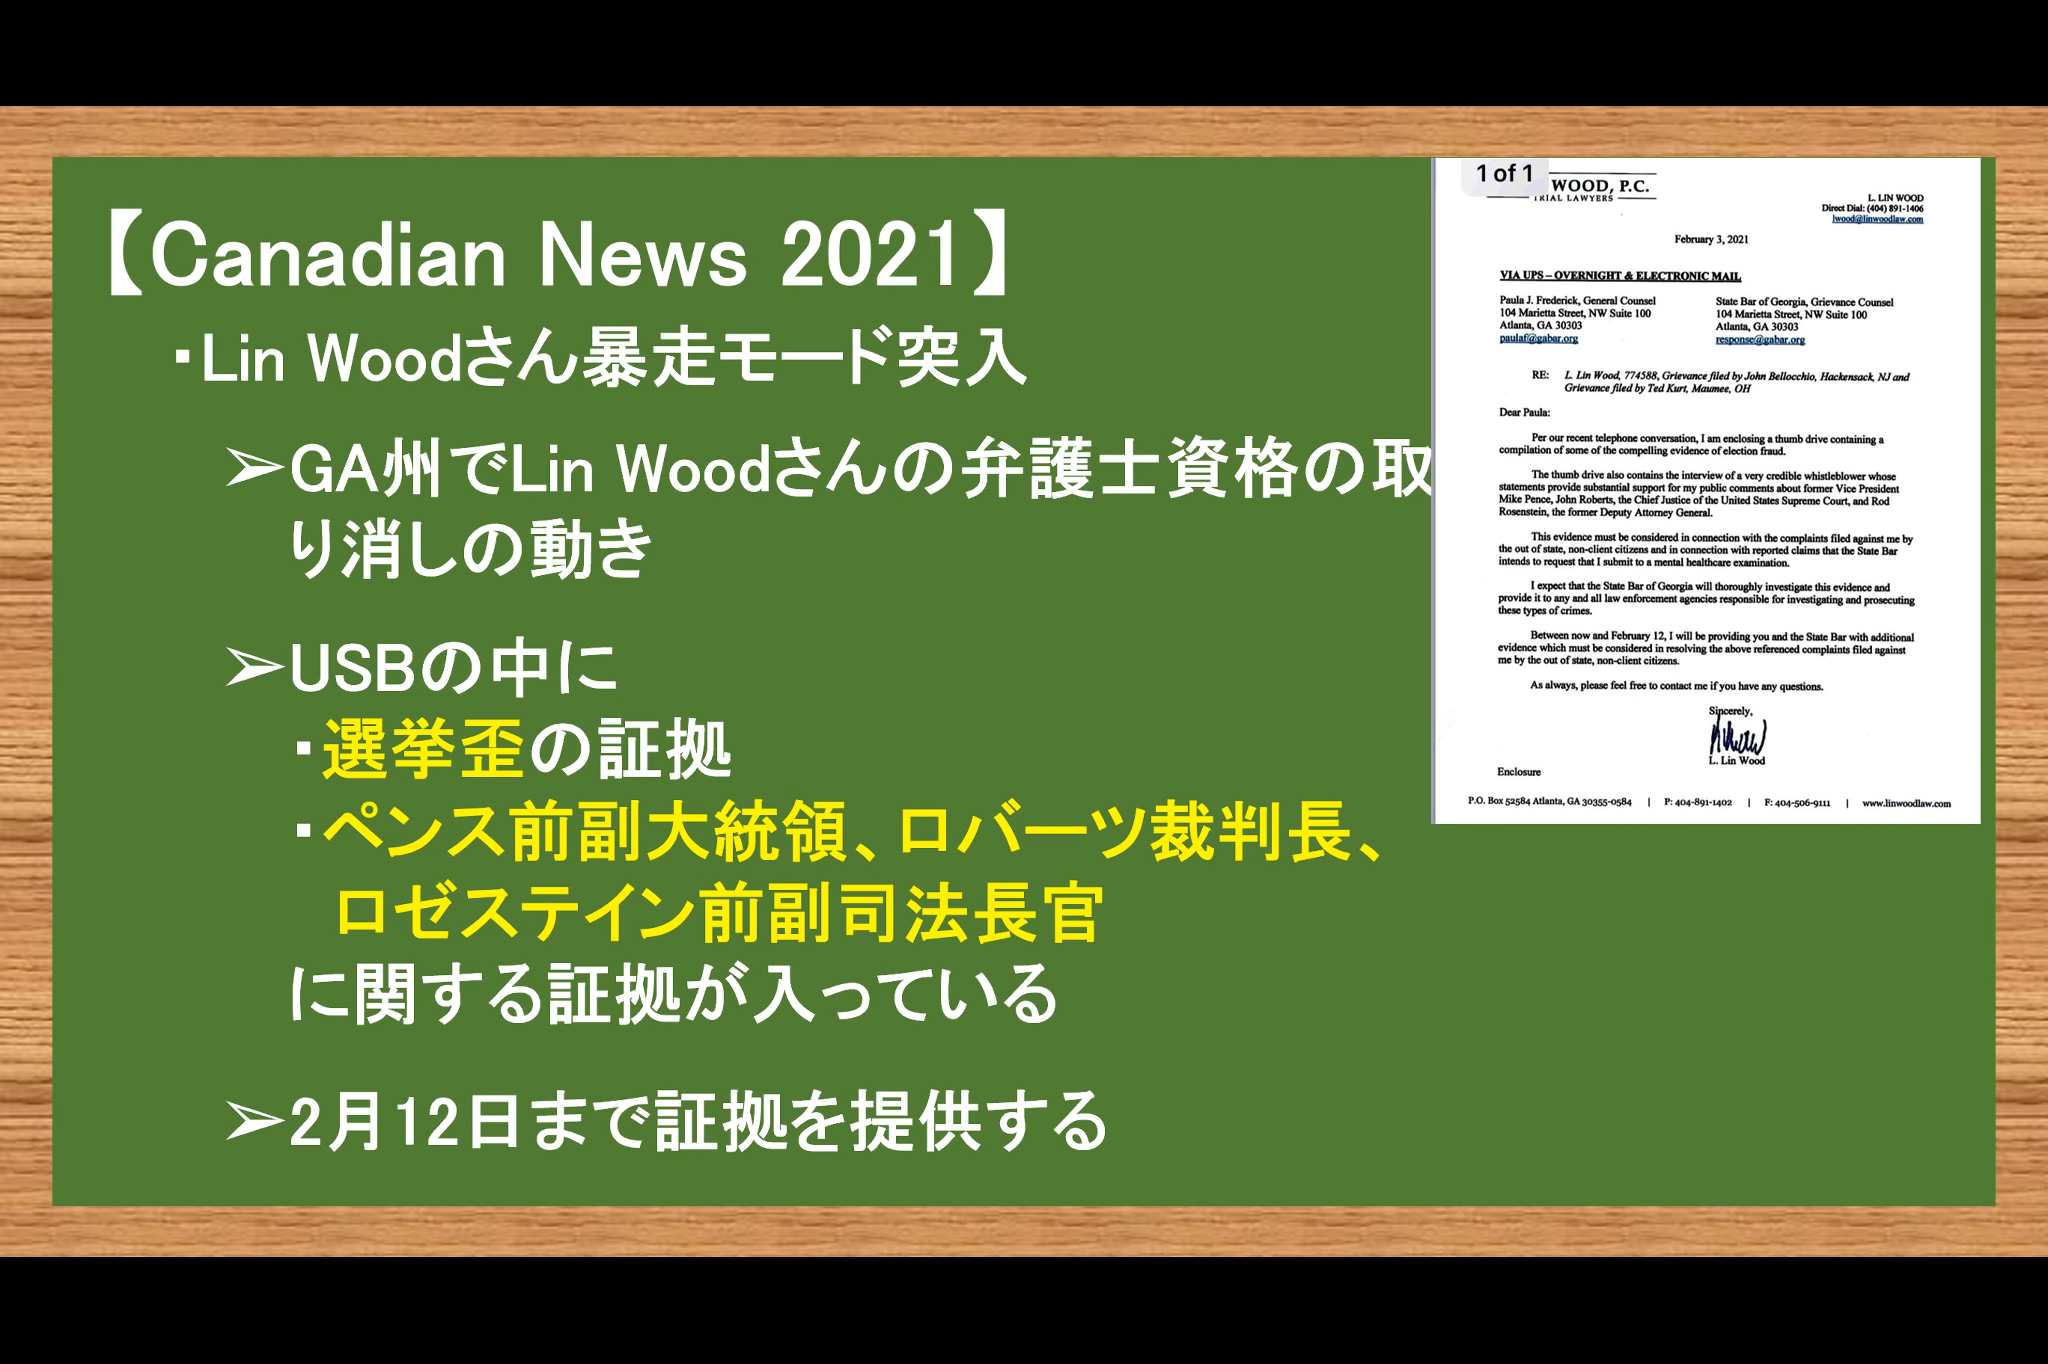 【Canadian News 2021】
・Lin Woodさん暴走モード突入
➢GA州でLin Woodさんの弁護士資格の取
り消しの動き
➢USBの中に
・選挙歪の証拠
・ペンス前副大統領、ロバーツ裁判長、
ロゼステイン前副司法長官
に関する証拠が入っている
➢2月12日まで証拠を提供する
1 of 1
WOOD, P.C.
TRIAL LAWYERS
L. LIN WOOD
Direct Dial: (404) 891-1406
lwood@linwoodlaw.com
February 3, 2021
VIA UPS – OVERNIGHT & ELECTRONIC MAIL
Paula J. Frederick, General Counsel
104 Marietta Street, NW Suite 100
Atlanta, GA 30303
paulaf@gabar.org
State Bar of Georgia, Grievance Counsel
104 Marietta Street, NW Suite 100
Atlanta, GA 30303
response@gabar.org
RE: L. Lin Wood, 774588, Grievance filed by John Bellocchio, Hackensack, NJ and
Grievance filed by Ted Kurt, Maumee, OH
Dear Paula:
Per our recent telephone conversation, I am enclosing a thumb drive containing a
compilation of some of the compelling evidence of election fraud.
The thumb drive also contains the interview of a very credible whistleblower whose
statements provide substantial support for my public comments about former Vice President
Mike Pence, John Roberts, the Chief Justice of the United States Supreme Court, and Rod
Rosenstein, the former Deputy Attorney General.
This evidence must be considered in connection with the complaints filed against me by
the out of state, non-client citizens and in connection with reported claims that the State Bar
intends to request that I submit to a mental healthcare examination.
I expect that the State Bar of Georgia will thoroughly investigate this evidence and
provide it to any and all law enforcement agencies responsible for investigating and prosecuting
these types of crimes.
Between now and February 12, I will be providing you and the State Bar with additional
evidence which must be considered in resolving the above referenced complaints filed against
me by the out of state, non-client citizens.
As always, please feel free to contact me if you have any questions.
Sincerely,
L. Lin Wood
Enclosure
P.O. Box 52584 Atlanta, GA 30355-0584 | P: 404-891-1402 | F: 404-506-9111 | www.linwoodlaw.com